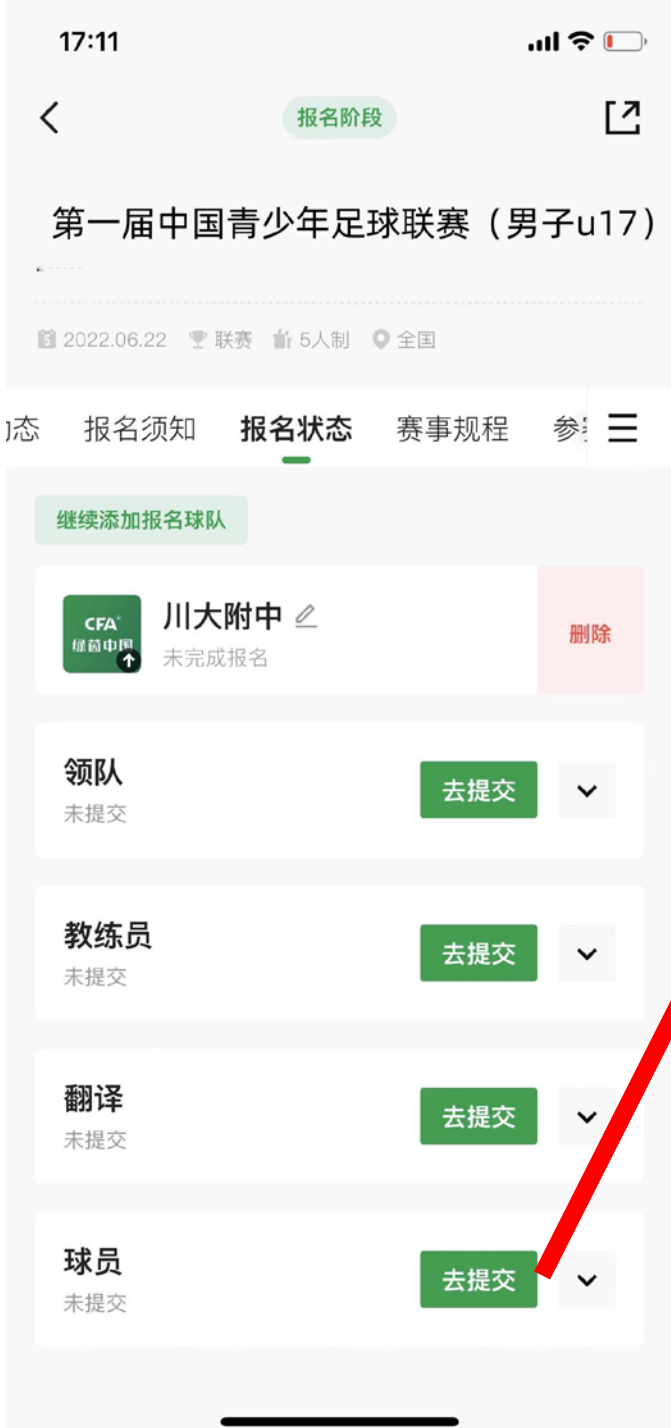 17:11
报名阶段
第一届中国青少年足球联赛（男子u17）
2022.06.22 联赛 5人制 全国
动态 报名须知 报名状态 赛事规程 参赛
继续添加报名球队
CFA
绿茵中国
川大附中
未完成报名
删除
领队
未提交
去提交
教练员
未提交
去提交
翻译
未提交
去提交
球员
未提交
去提交